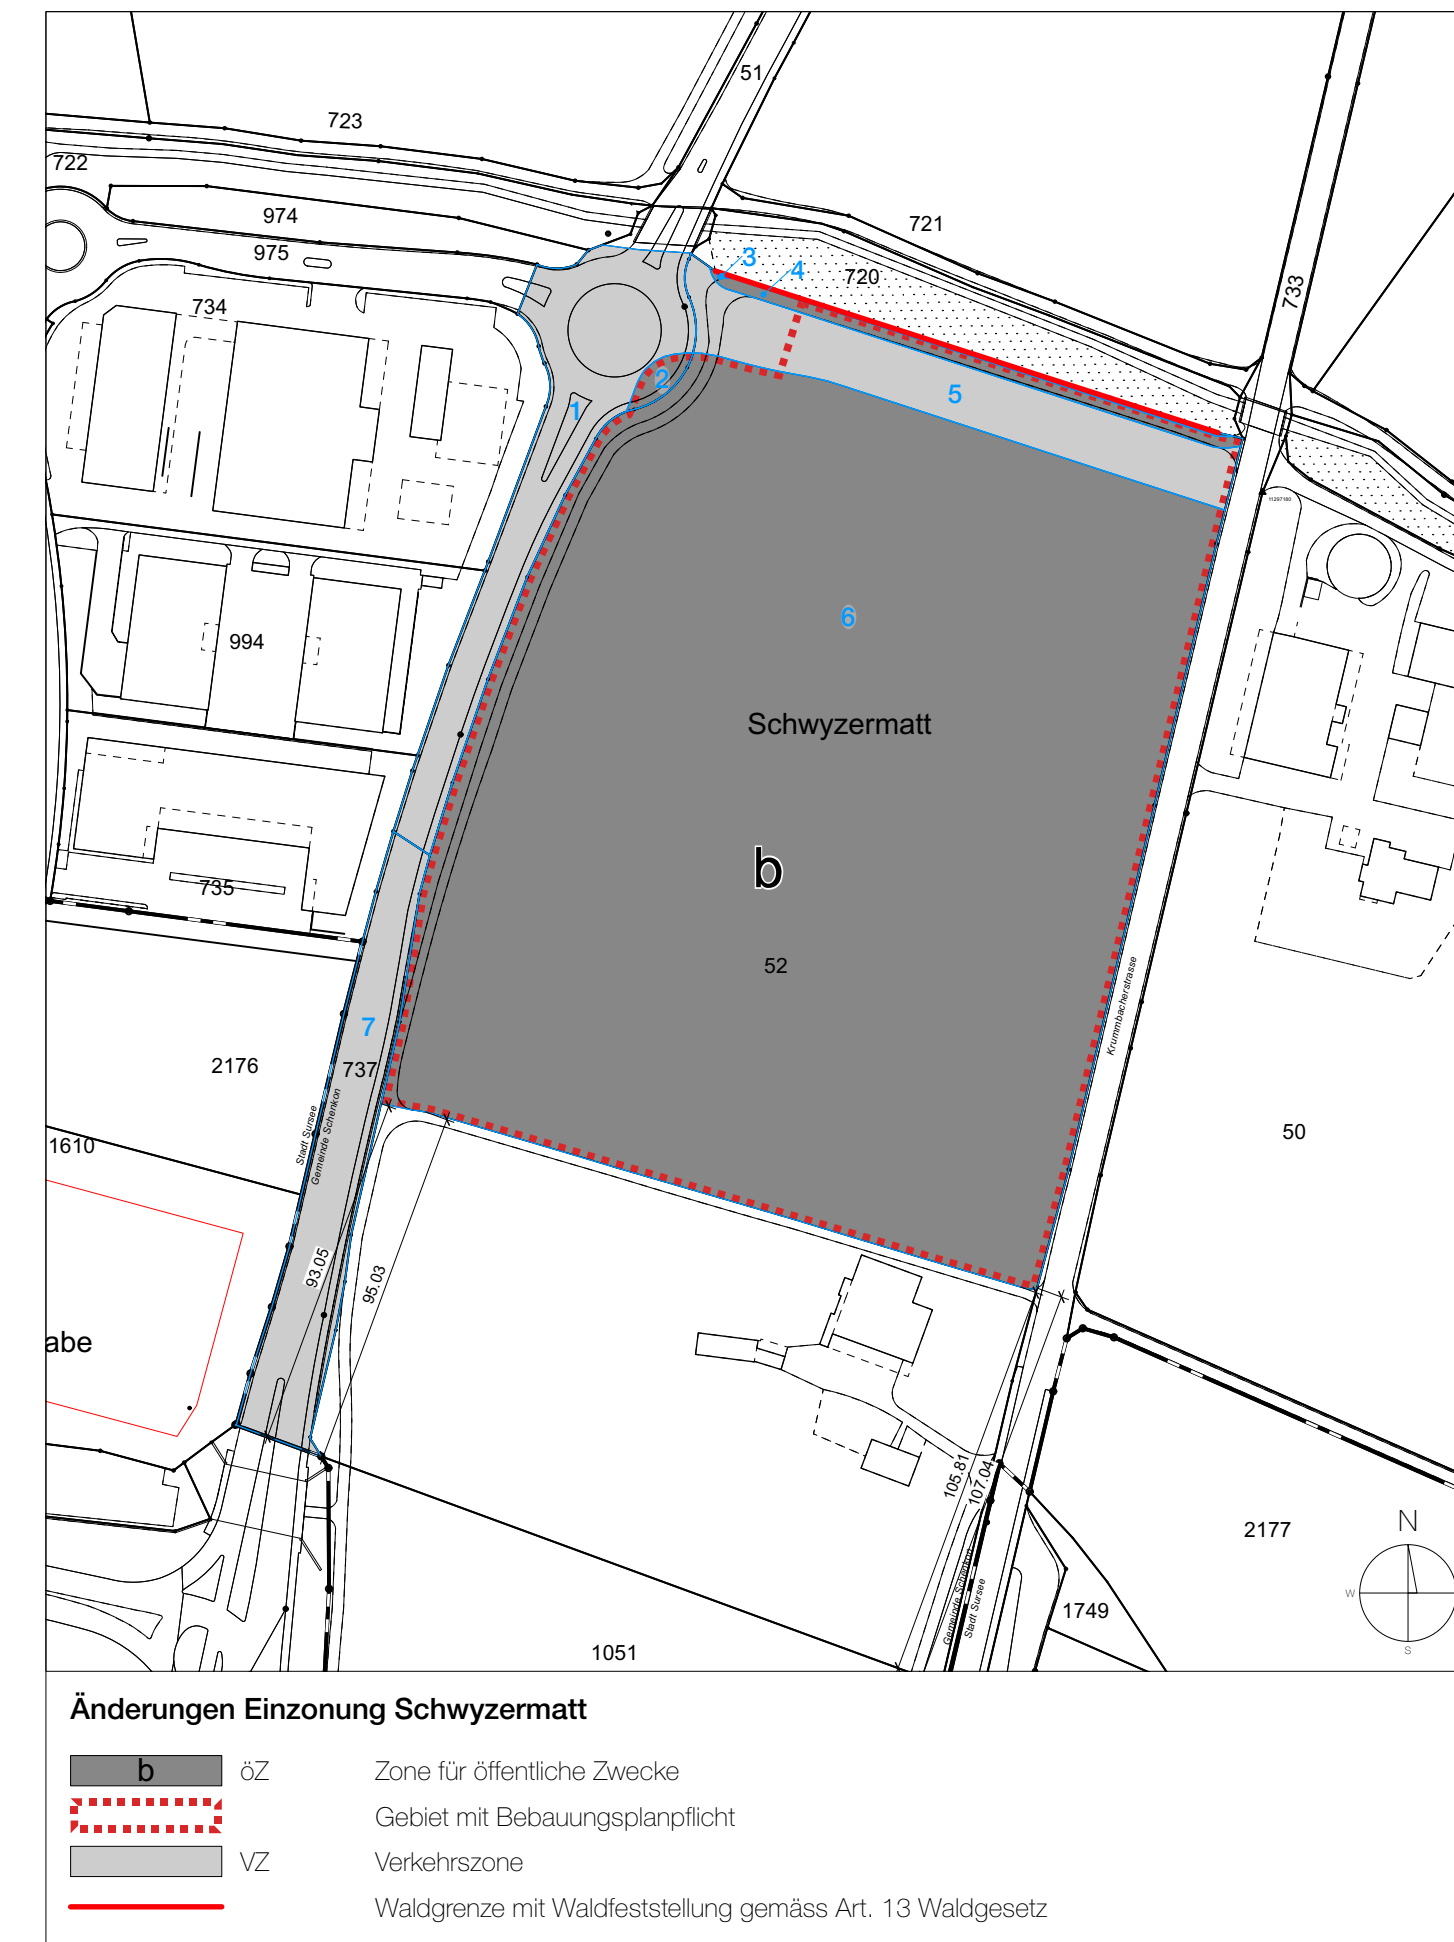 51
723
722
974
721
975
3
4
720
733
734
5
2
1
11297180
6
994
Schwyzermatt
b
735
52
Krummbacherstrasse
7
2176
737
Stadt Sursee
Gemeinde Schenkon
1610
50
93.05
95.03
abe
105.81
107.04
2177
N
W
S
Gemeinde Schenkon
Stadt Sursee
1749
1051
Änderungen Einzonung Schwyzermatt
b öZ Zone für öffentliche Zwecke
Gebiet mit Bebauungsplanpflicht
VZ Verkehrszone
Waldgrenze mit Waldfeststellung gemäss Art. 13 Waldgesetz